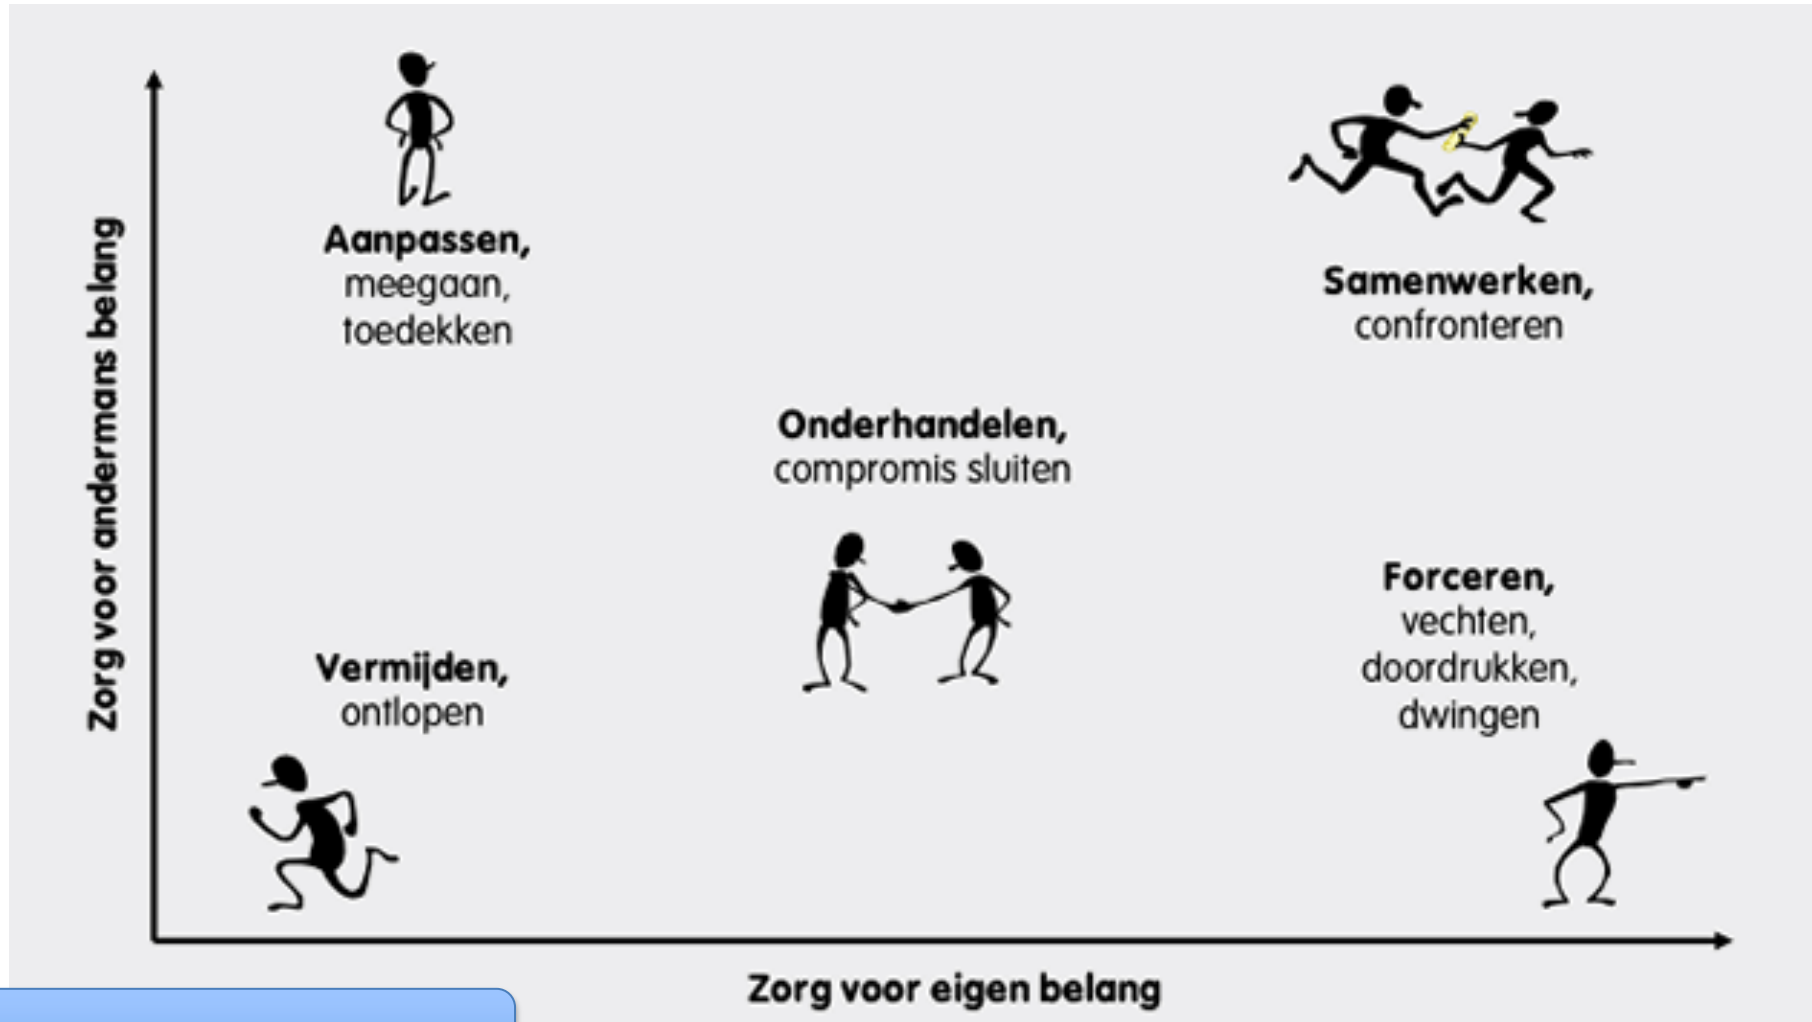 Zorg voor andermans belang
Aanpassen,
meegaan,
toedekken
Samenwerken,
confronteren
Onderhandelen,
compromis sluiten
Vermijden,
ontlopen
Forceren,
vechten,
doordrukken,
dwingen
Zorg voor eigen belang